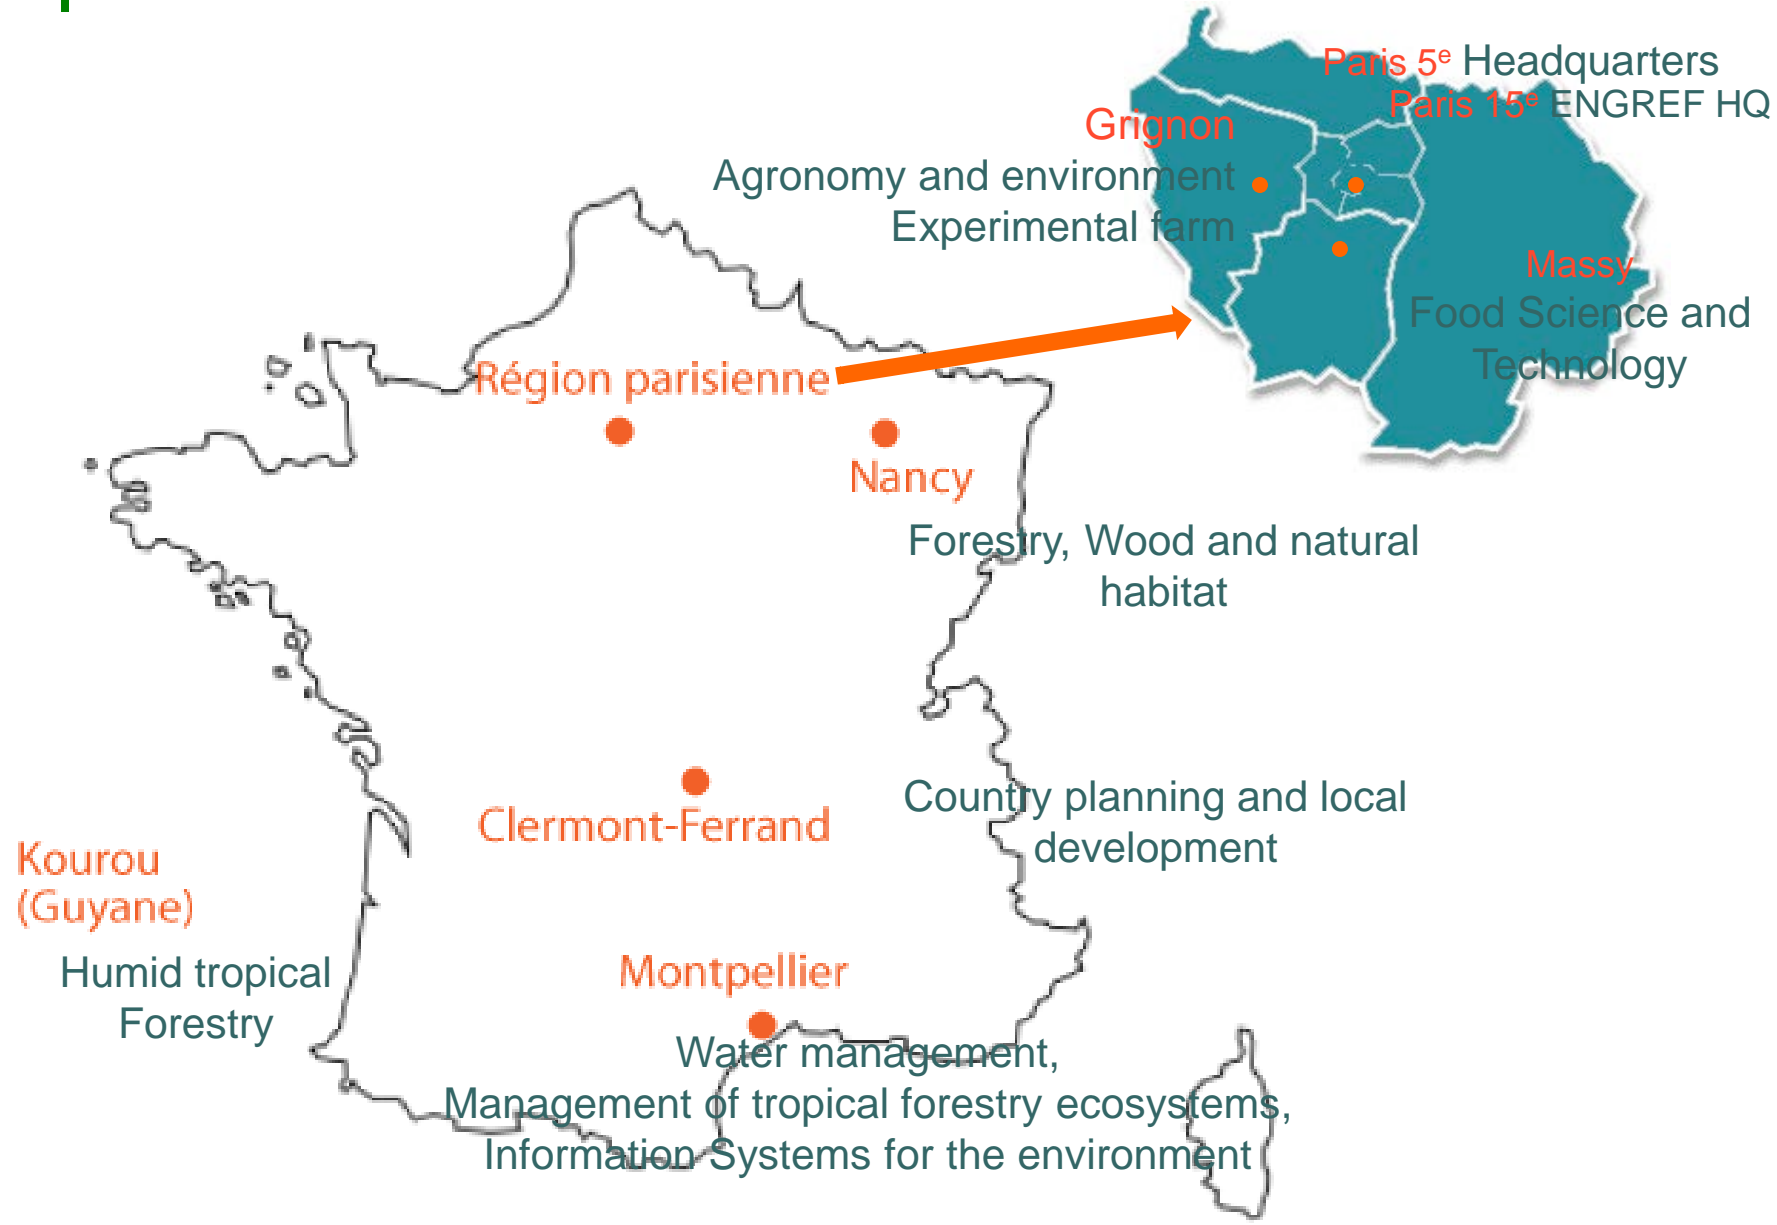 Paris 5e Headquarters
Paris 15e ENGREF HQ
Grignon
Agronomy and environment
Experimental farm
Massy
Food Science and
Technology
Région parisienne
Nancy
Forestry, Wood and natural
habitat
Clermont-Ferrand
Country planning and local
development
Kourou
(Guyane)
Humid tropical
Forestry
Montpellier
Water management,
Management of tropical forestry ecosystems,
Information Systems for the environment